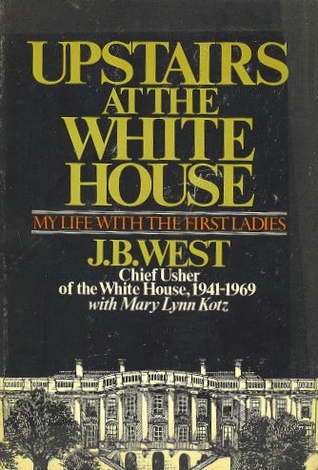 UPSTAIRS
AT THE
WHITE
HOUSE
MY LIFE WITH THE FIRST LADIES
J.B. WEST
Chief Usher
of the White House, 1941-1969
with Mary Lynn Kotz